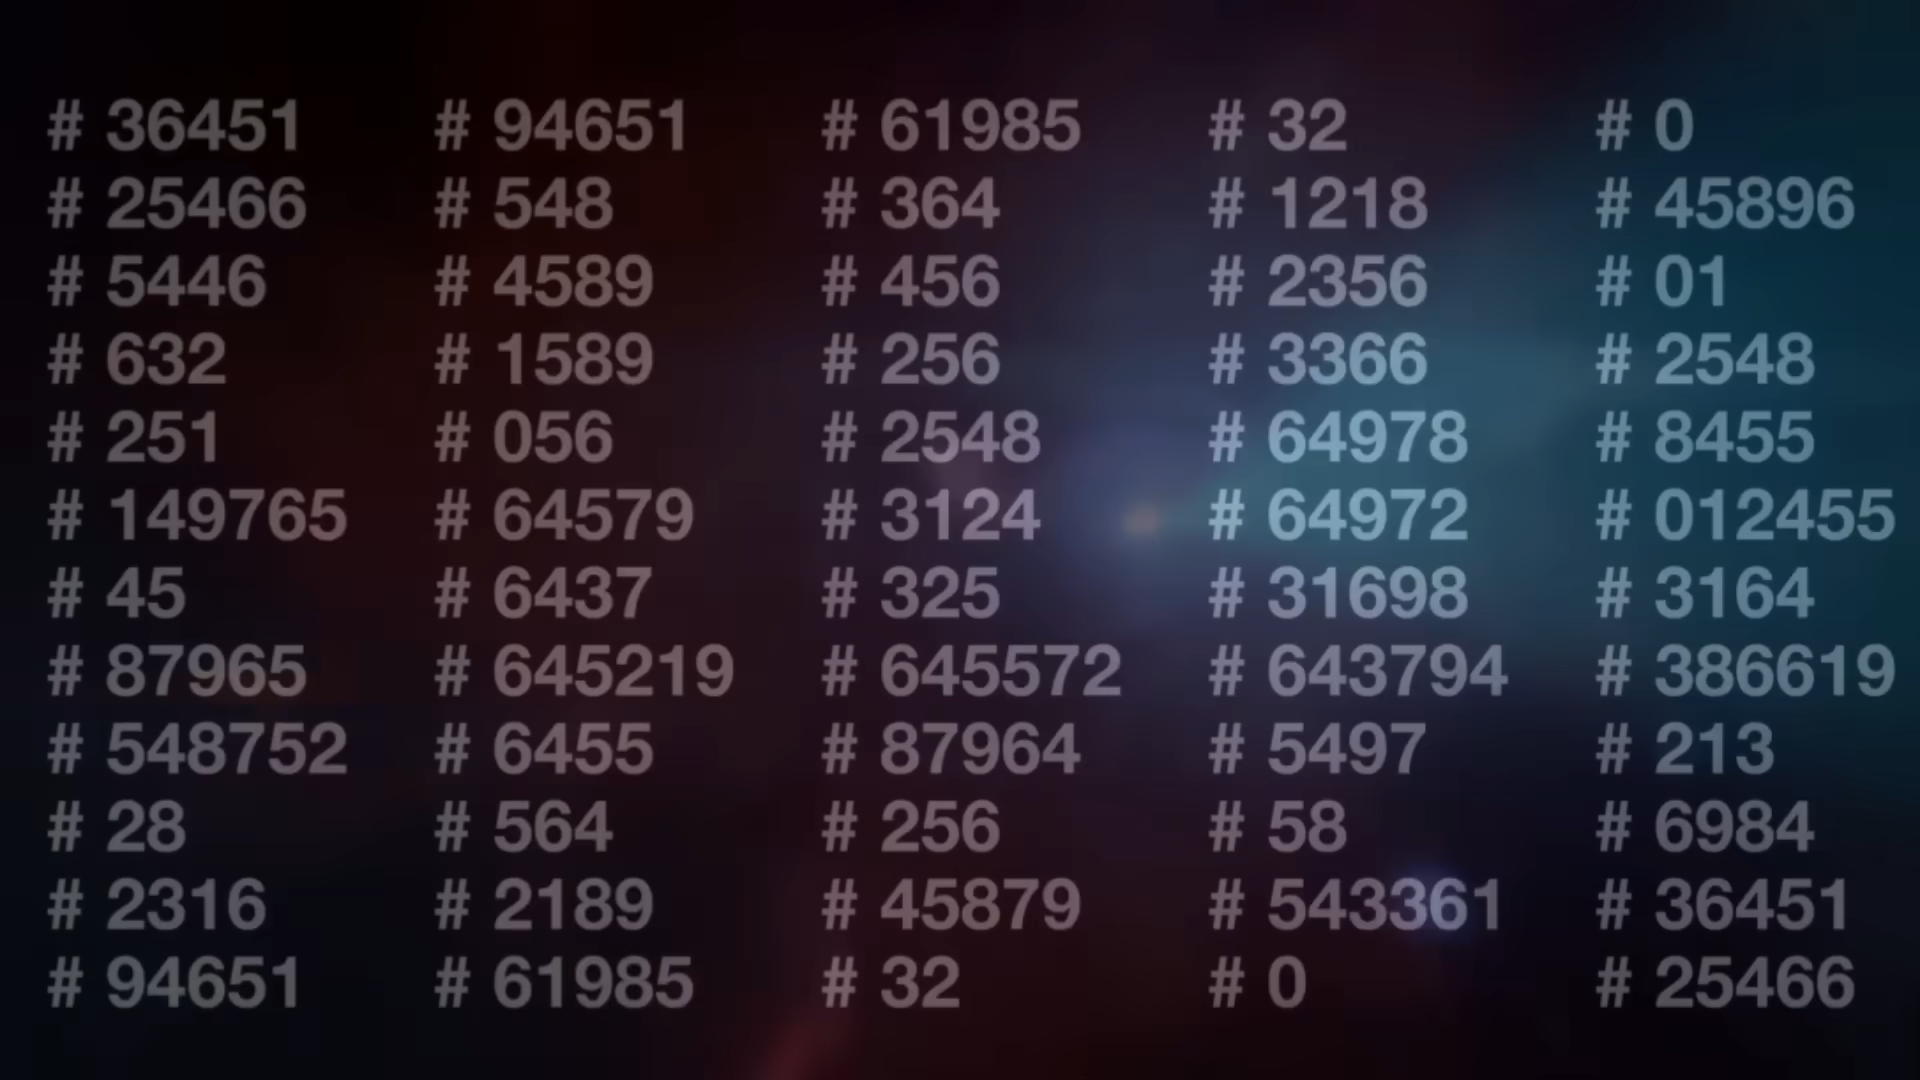 # 36451 # 94651 # 61985 # 32 # 0
# 25466 # 548 # 364 # 1218 # 45896
# 5446 # 4589 # 456 # 2356 # 01
# 632 # 1589 # 256 # 3366 # 2548
# 251 # 056 # 2548 # 64978 # 8455
# 149765 # 64579 # 3124 # 64972 # 012455
# 45 # 6437 # 325 # 31698 # 3164
# 87965 # 645219 # 645572 # 643794 # 386619
# 548752 # 6455 # 87964 # 5497 # 213
# 28 # 564 # 256 # 58 # 6984
# 2316 # 2189 # 45879 # 543361 # 36451
# 94651 # 61985 # 32 # 0 # 25466